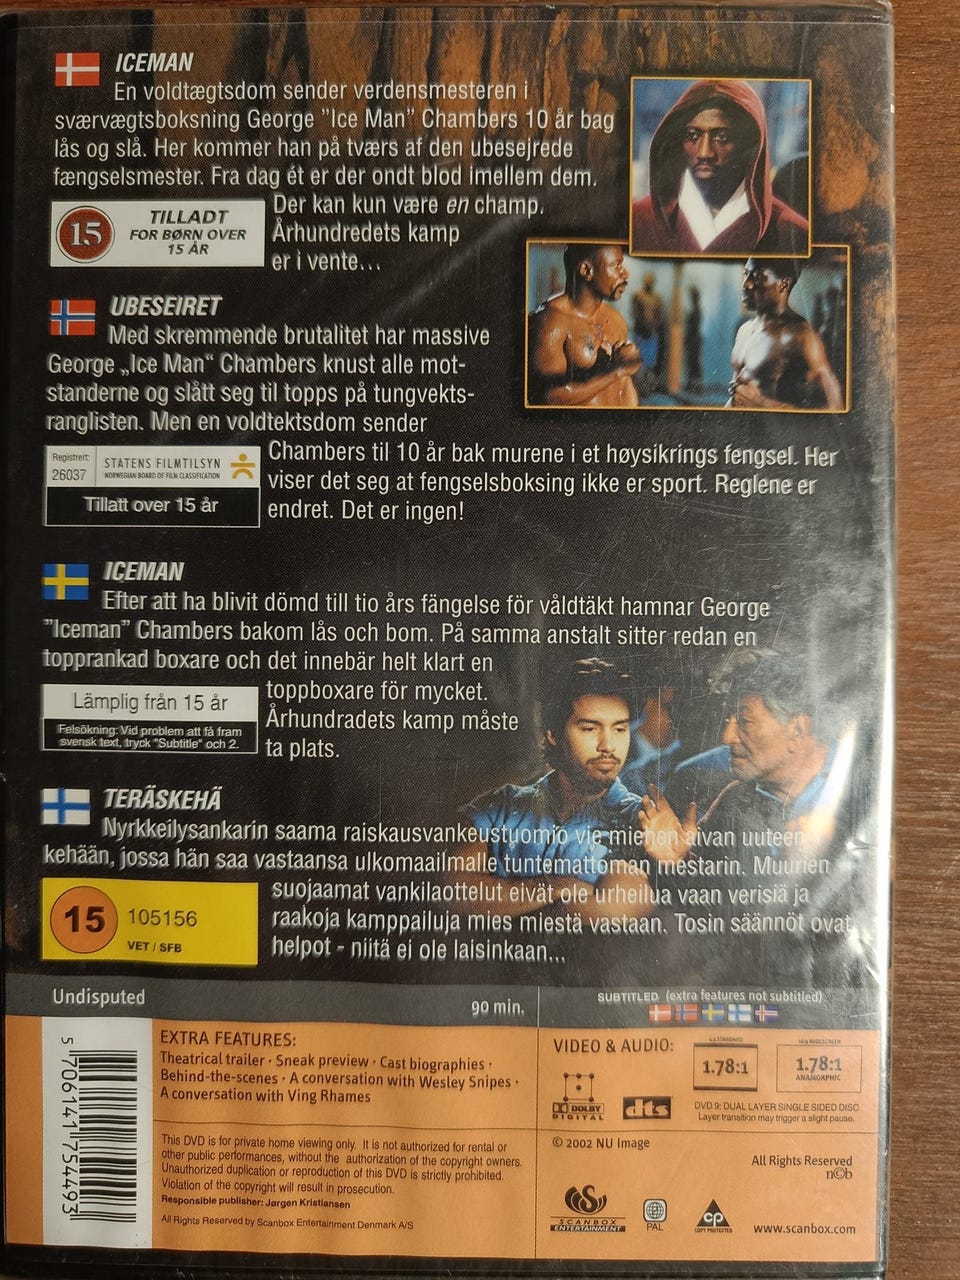 ICEMAN
En voldtægtsdom sender verdensmesteren i
sværvægtsboksning George "Ice Man" Chambers 10 år bag
lås og slå. Her kommer han på tværs af den ubesejrede
fængselsmester. Fra dag ét er der ondt blod imellem dem.
Der kan kun være en champ.
Århundredets kamp
er i vente...
15
TILLADT
FOR BØRN OVER
15 ÅR
UBESEIRET
Med skremmende brutalitet har massive
George „Ice Man“ Chambers knust alle mot-
standerne og slått seg til topps på tungvekts-
ranglisten. Men en voldtektsdom sender
Chambers til 10 år bak murene i et høysikrings fengsel. Her
viser det seg at fengselsboksing ikke er sport. Reglene er
endret. Det er ingen!
Registrert:
26037
STATENS FILMTILSYN
NORWEGIAN BOARD OF FILM CLASSIFICATION
Tillatt over 15 år
ICEMAN
Efter att ha blivit dömd till tio års fängelse för våldtäkt hamnar George
"Iceman" Chambers bakom lås och bom. På samma anstalt sitter redan en
topprankad boxare och det innebär helt klart en
toppboxare för mycket.
Århundradets kamp måste
ta plats.
Lämplig från 15 år
Felsökning: Vid problem att få fram
svensk text, tryck "Subtitle" och 2.
TERÄSKEHÄ
Nyrkkeilysankarin saama raiskausvankeustuomio vie miehen aivan uuteen
kehään, jossa hän saa vastaansa ulkomaailmalle tuntemattoman mestarin. Muurien
suojaamat vankilaottelut eivät ole urheilua vaan verisiä ja
raakoja kamppailuja mies miestä vastaan. Tosin säännöt ovat
helpot - niitä ei ole laisinkaan...
15
105156
VET / SFB
Undisputed
90 min.
SUBTITLED (extra features not subtitled)
5 706141 754493
EXTRA FEATURES:
Theatrical trailer · Sneak preview · Cast biographies ·
Behind-the-scenes · A conversation with Wesley Snipes ·
A conversation with Ving Rhames
This DVD is for private home viewing only. It is not authorized for rental or
other public performances, without the authorization of the copyright owners.
Unauthorized duplication or reproduction of this DVD is strictly prohibited.
Violation of the copyright will result in prosecution.
Responsible publisher: Jørgen Kristiansen
All Rights Reserved by Scanbox Entertainment Denmark A/S
VIDEO & AUDIO:
DOLBY
DIGITAL
dts
4:3 STANDARD
1.78:1
16:9 WIDESCREEN
1.78:1
ANAMORPHIC
DVD 9: DUAL LAYER SINGLE SIDED DISC
Layer transition may trigger a slight pause.
© 2002 NU Image
All Rights Reserved
n©b
SCANBOX
ENTERTAINMENT
PAL
CP
COPY PROTECTED
www.scanbox.com